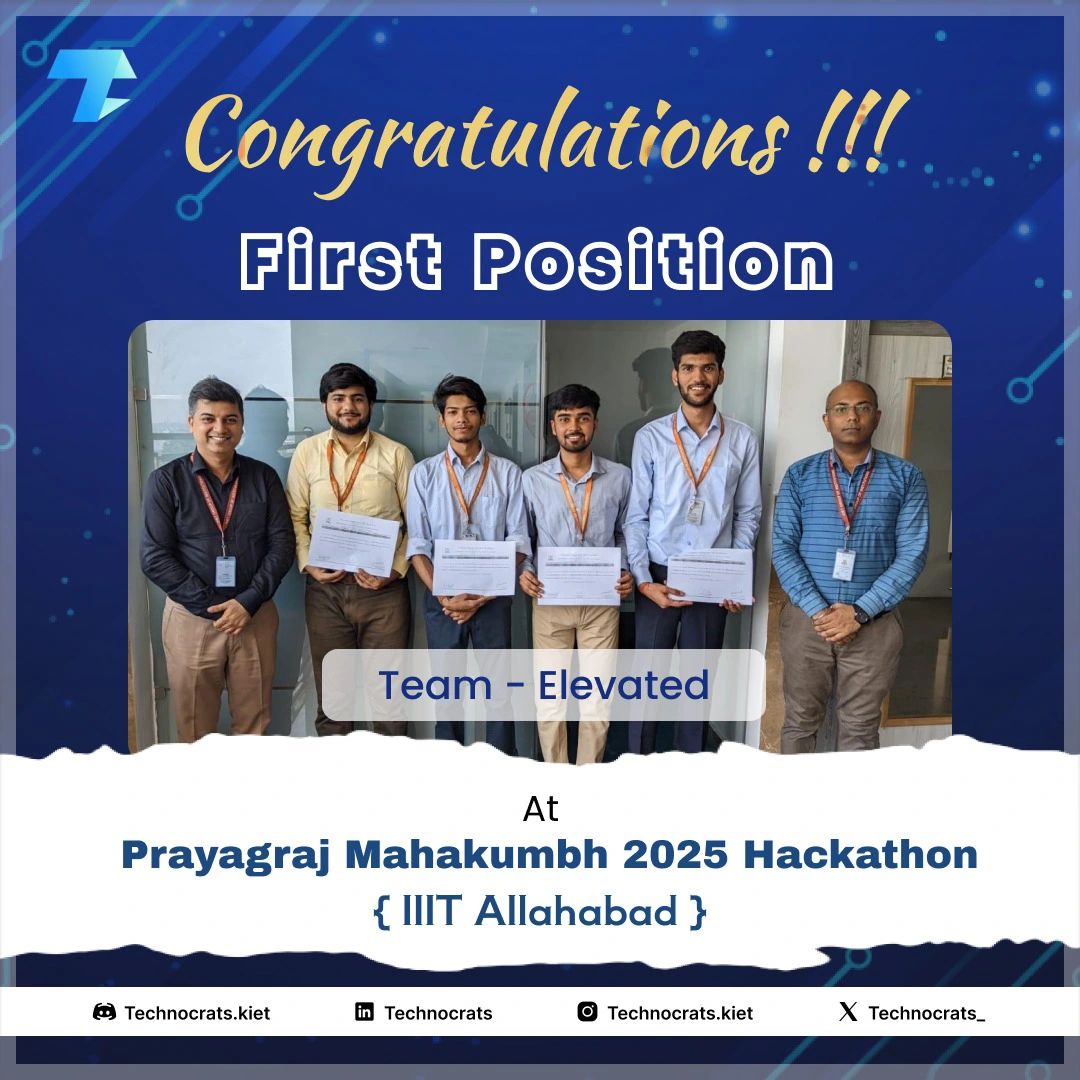 Congratulations !!!
First Position
Team - Elevated
At
Prayagraj Mahakumbh 2025 Hackathon
{ IIIT Allahabad }
Technocrats.kiet Technocrats Technocrats.kiet Technocrats_